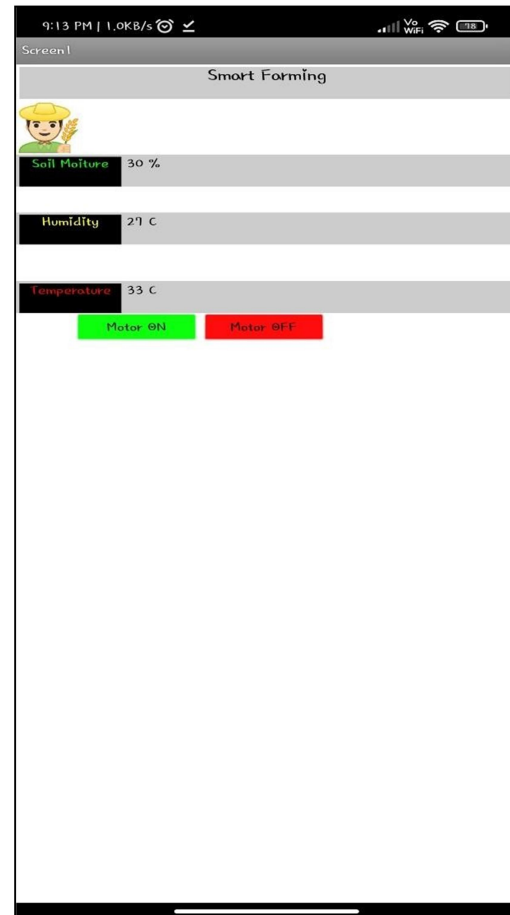 9:13 PM | 1.0KB/s
Vo WiFi 78
Screen1
Smart Farming
Soil Moiture 30 %
Humidity 27 C
Temperature 33 C
Motor ON Motor OFF